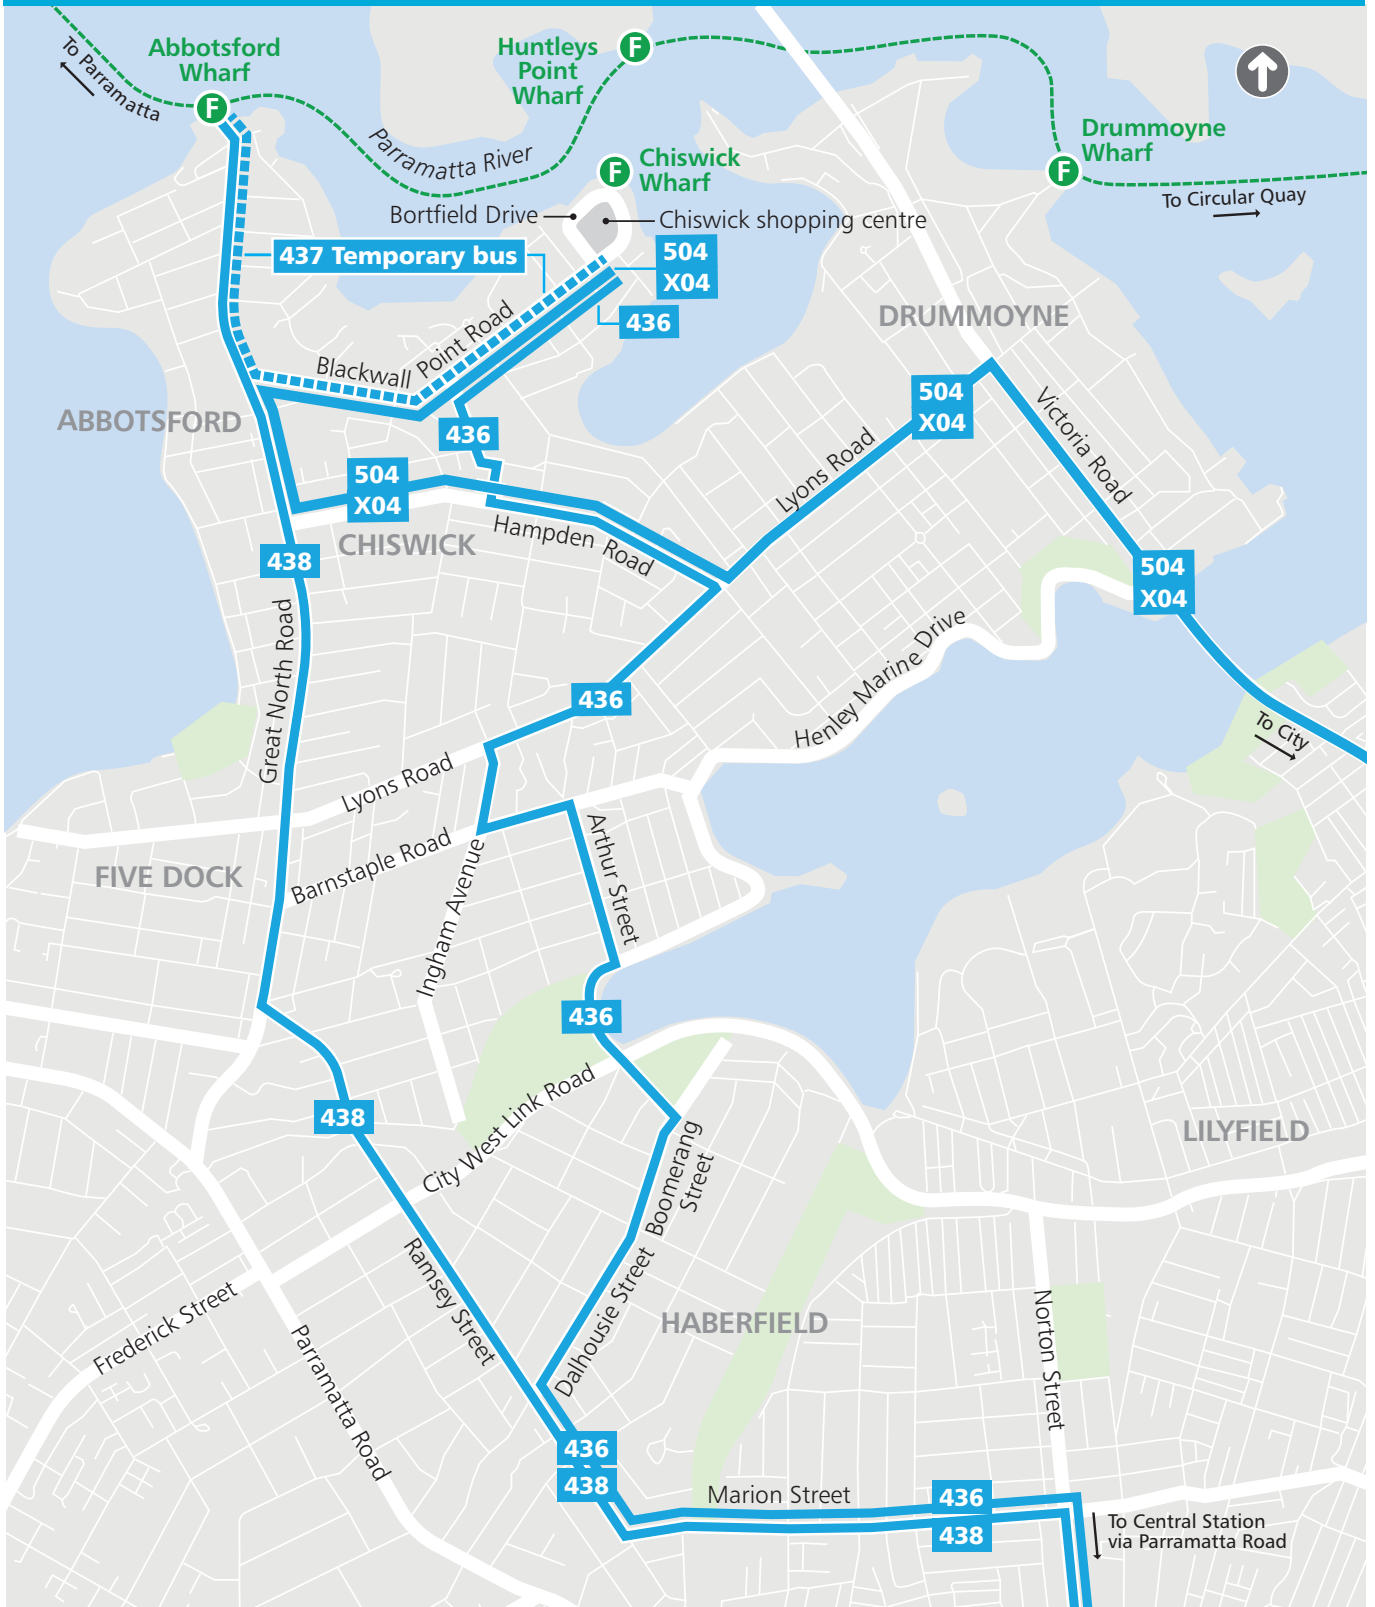 To Parramatta
Abbotsford
Wharf
F
Huntleys
Point
Wharf
F
Parramatta River
Chiswick
Wharf
F
Drummoyne
Wharf
F
To Circular Quay
Bortfield Drive
Chiswick shopping centre
437 Temporary bus
504
X04
436
DRUMMOYNE
Blackwall Point Road
ABBOTSFORD
436
504
X04
Victoria Road
Lyons Road
504
X04
CHISWICK
Hampden Road
438
504
X04
Great North Road
Henley Marine Drive
436
To City
Lyons Road
Barnstaple Road
Arthur Street
FIVE DOCK
Ingham Avenue
436
438
City West Link Road
LILYFIELD
Boomerang
Street
Ramsey Street
Dalhousie Street
HABERFIELD
Frederick Street
Norton Street
Parramatta Road
436
438
Marion Street
436
438
To Central Station
via Parramatta Road